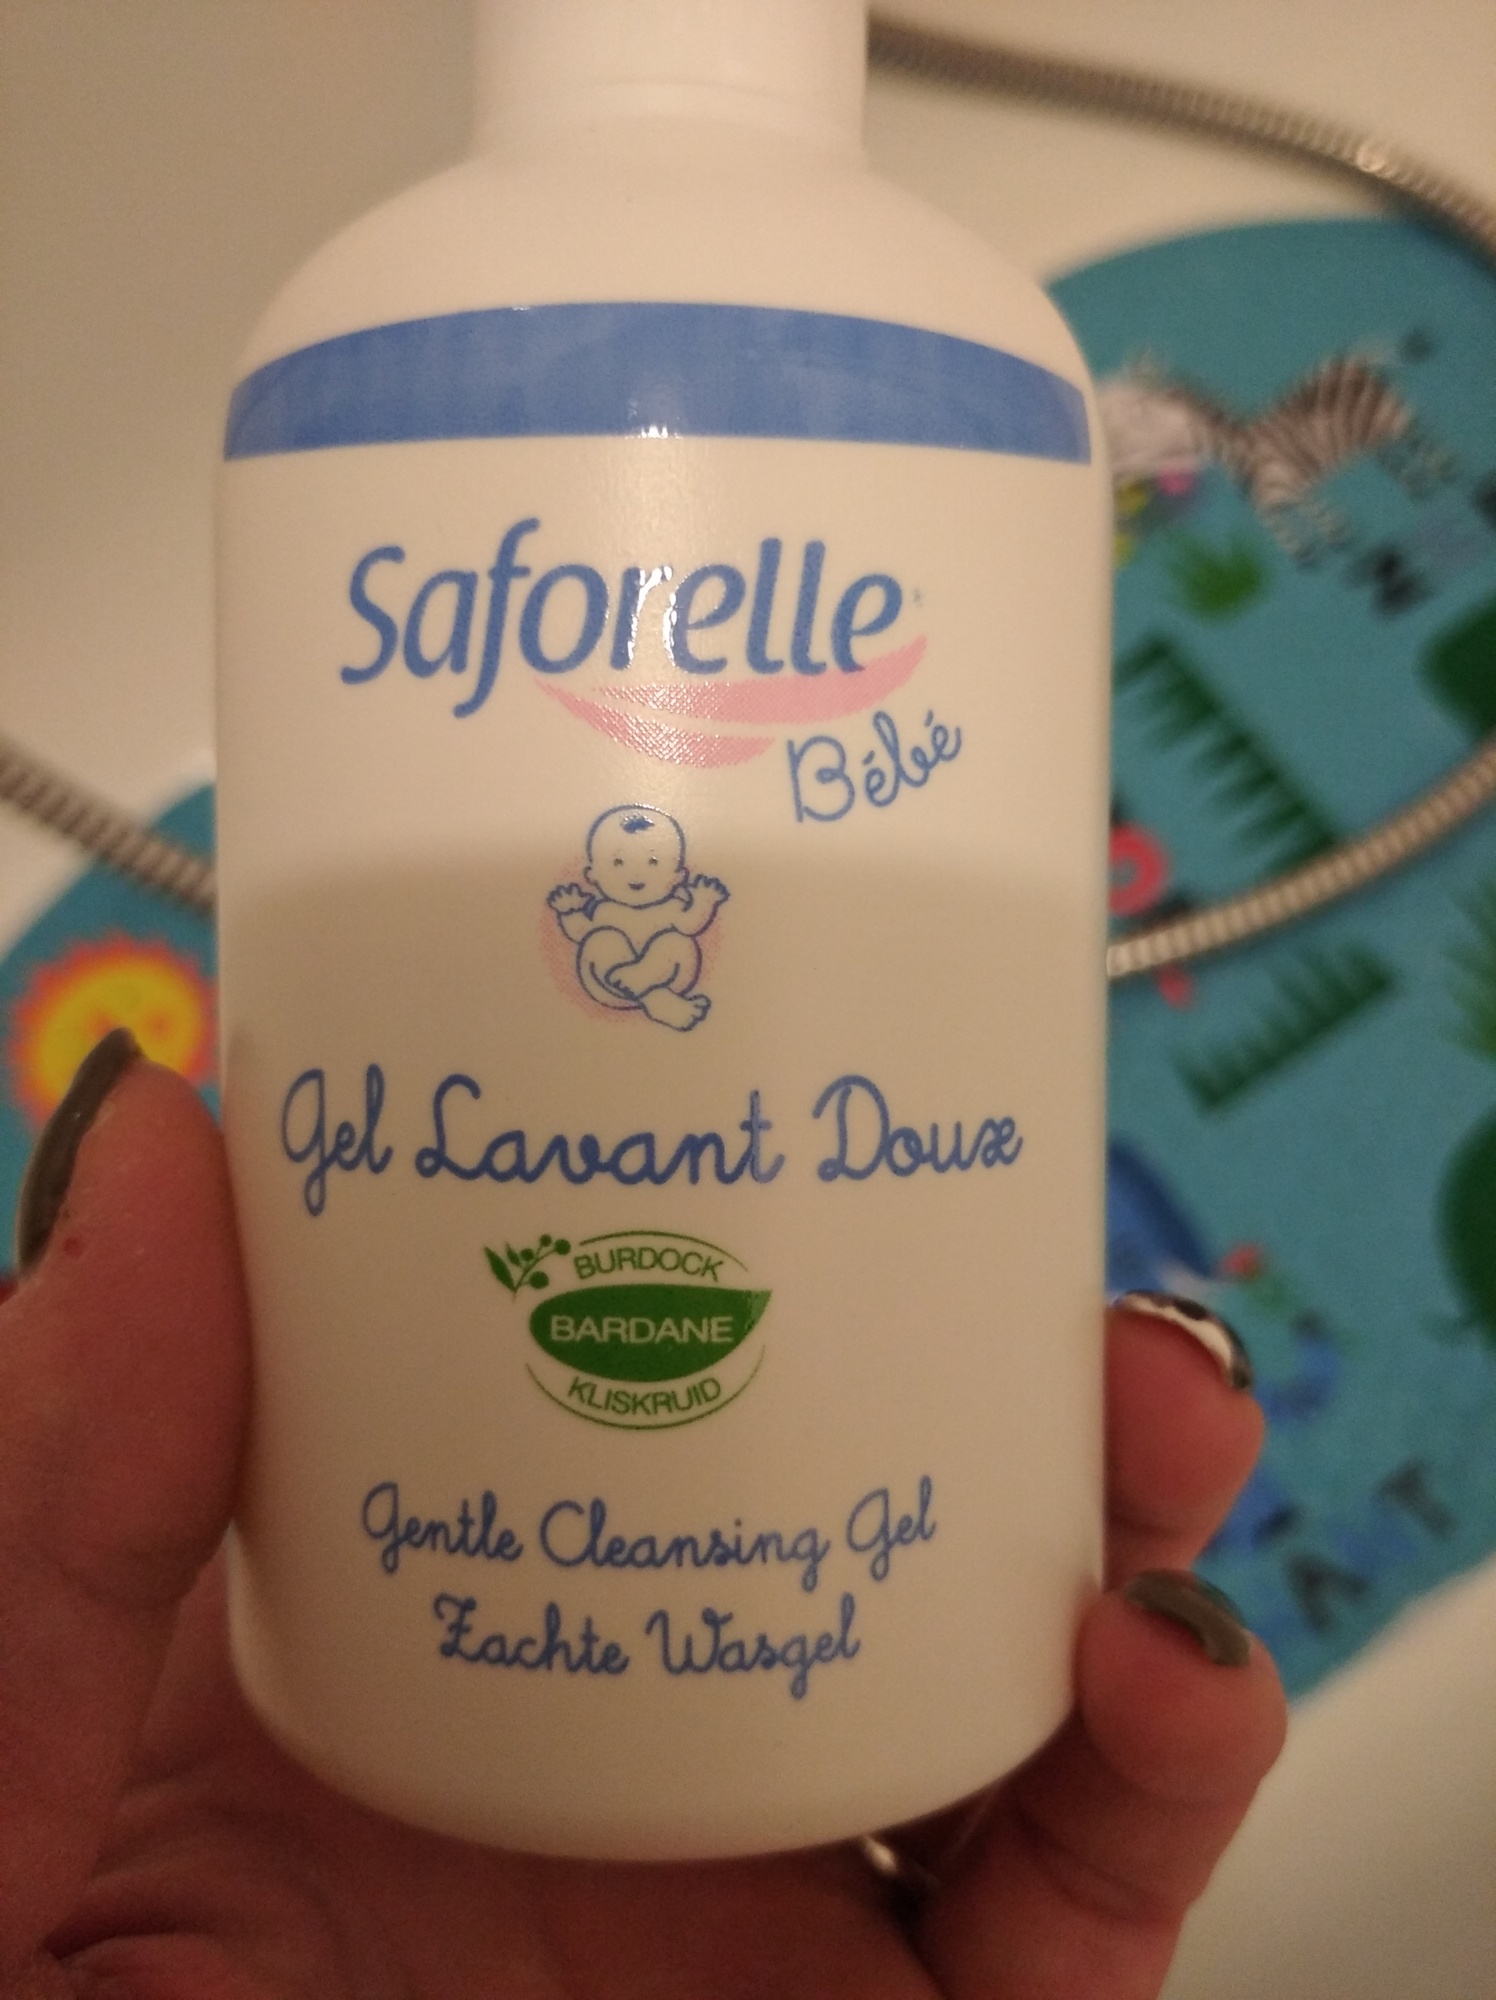 Saforelle
Bébé
Gel Lavant Doux
BURDOCK
BARDANE
KLISKRUID
Gentle Cleansing Gel
Zachte Wasgel